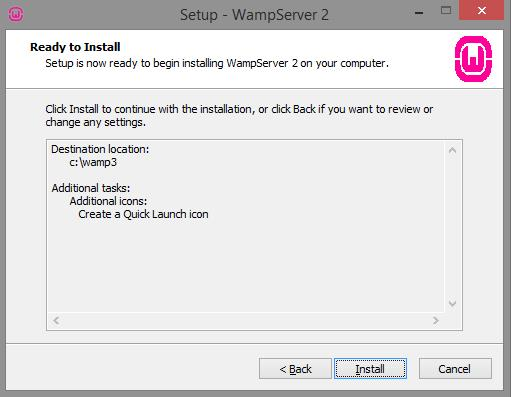 Setup - WampServer 2
Ready to Install
Setup is now ready to begin installing WampServer 2 on your computer.
Click Install to continue with the installation, or click Back if you want to review or
change any settings.
Destination location:
c:\wamp3
Additional tasks:
Additional icons:
Create a Quick Launch icon
< Back
Install
Cancel